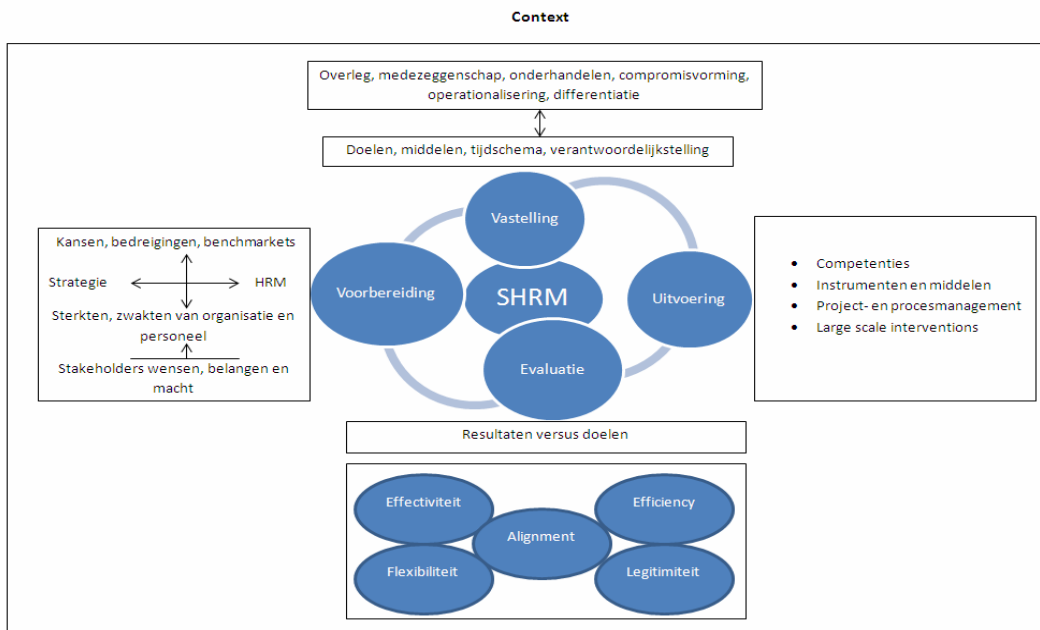 Context
Overleg, medezeggenschap, onderhandelen, compromisvorming,
operationalisering, differentiatie
Doelen, middelen, tijdschema, verantwoordelijkstelling
Vastelling
Kansen, bedreigingen, benchmarkets
Strategie
HRM
Sterkten, zwakten van organisatie en
personeel
Stakeholders wensen, belangen en
macht
Voorbereiding
SHRM
Uitvoering
• Competenties
• Instrumenten en middelen
• Project- en procesmanagement
• Large scale interventions
Evaluatie
Resultaten versus doelen
Effectiviteit
Efficiency
Alignment
Flexibiliteit
Legitimiteit